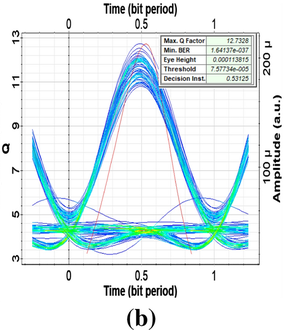 Time (bit period)
0 0.5 1
Max. Q Factor 12.7328
Min. BER 1.64137e-037
Eye Height 0.000113815
Threshold 7.57734e-005
Decision Inst. 0.53125
Q
13
11
9
7
5
3
200 µ
100 µ
Amplitude (a.u.)
0 0.5 1
Time (bit period)
(b)